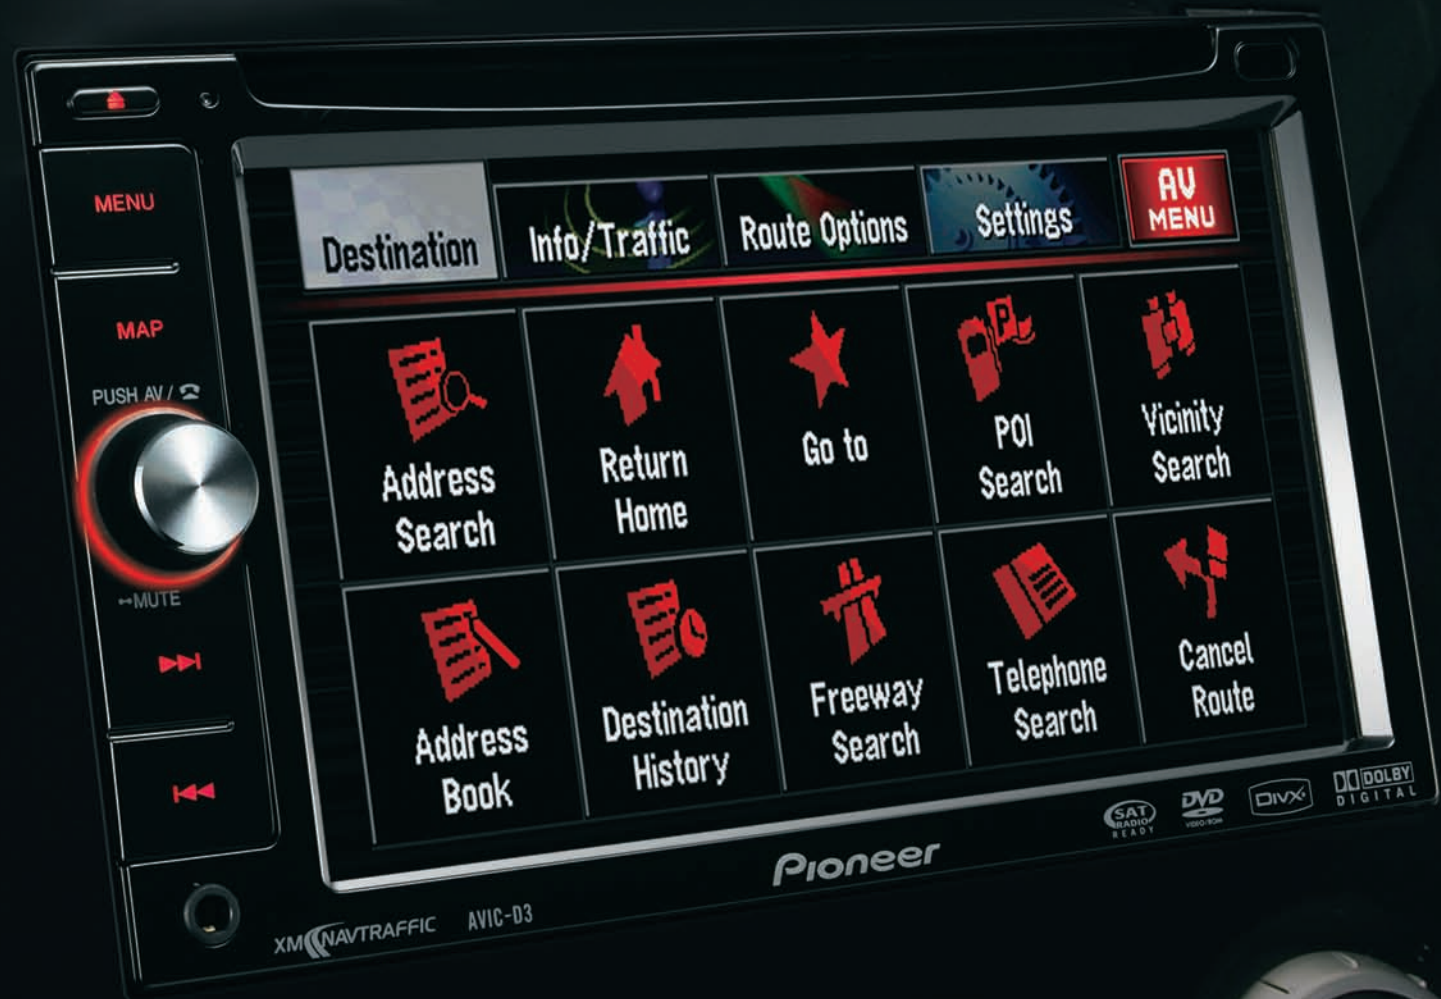 MENU
MAP
PUSH AV/
MUTE
Destination
Info/Traffic
Route Options
Settings
AV
MENU
Address
Search
Return
Home
Go to
P
POI
Search
Vicinity
Search
Address
Book
Destination
History
Freeway
Search
Telephone
Search
Cancel
Route
Pioneer
SAT
RADIO
READY
DVD
VIDEO/ROM
DIVX
DOLBY
DIGITAL
XM NAVTRAFFIC
AVIC-D3